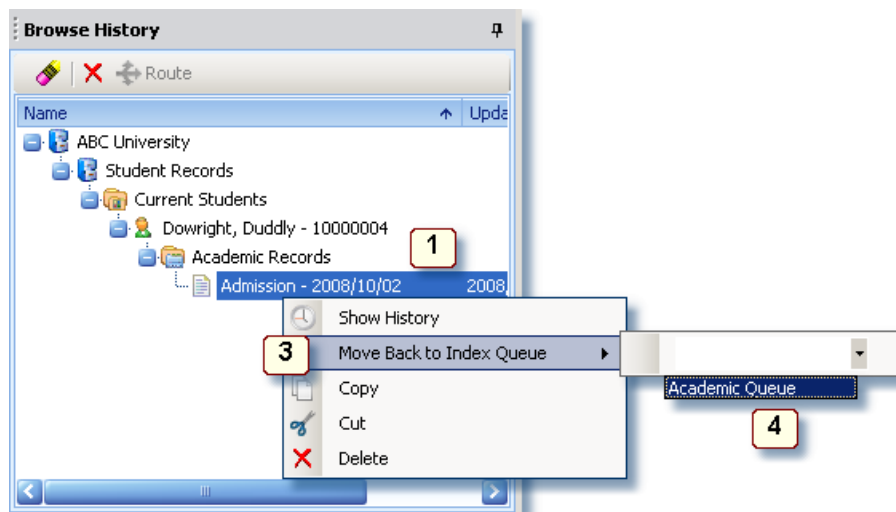 Browse History
Route
Name Upda
ABC University
Student Records
Current Students
Dowright, Duddly - 10000004
1
Academic Records
Admission - 2008/10/02 2008,
Show History
3 Move Back to Index Queue
Copy
Academic Queue
Cut
4
Delete